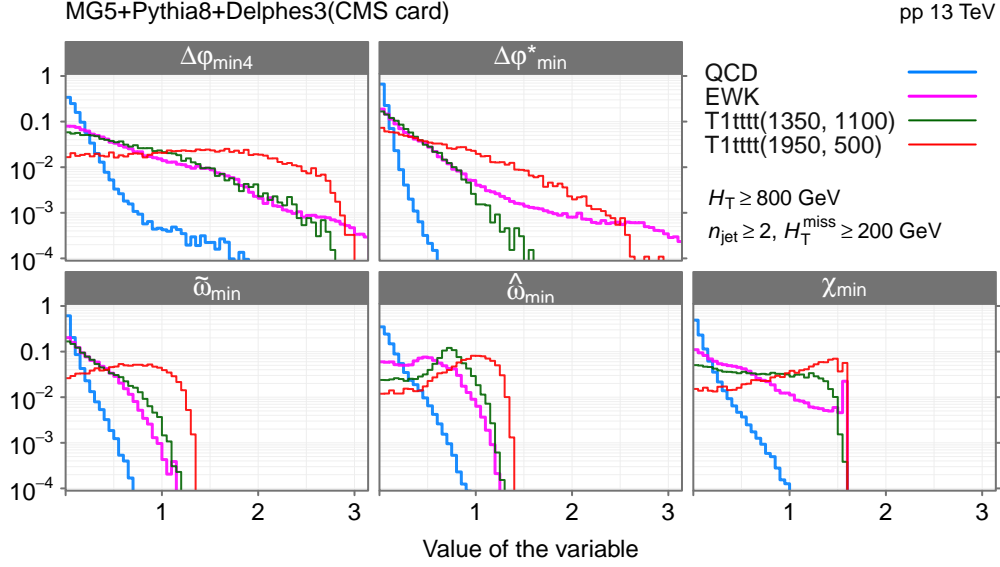 MG5+Pythia8+Delphes3(CMS card)
pp 13 TeV
Δφmin4
Δφ*min
QCD
EWK
T1tttt(1350, 1100)
T1tttt(1950, 500)
HT ≥ 800 GeV
njet ≥ 2, HTmiss ≥ 200 GeV
1
0.1
10−2
10−3
10−4
ω̃min
ω̂min
χmin
1
0.1
10−2
10−3
10−4
1 2 3 1 2 3 1 2 3
Value of the variable